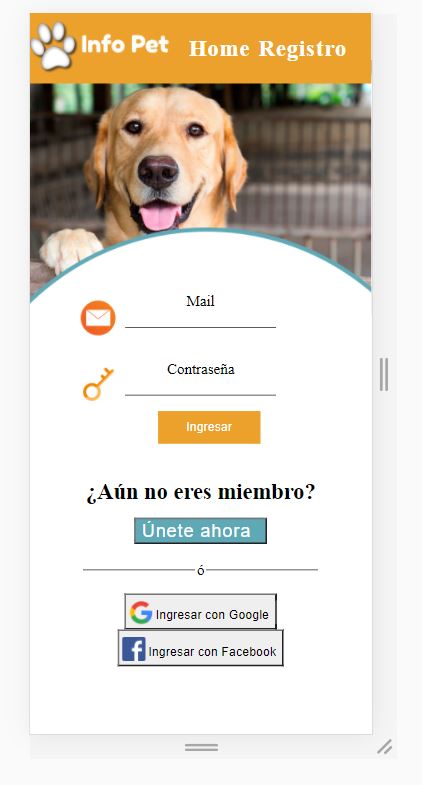 Info Pet Home Registro
Mail
Contraseña
Ingresar
¿Aún no eres miembro?
Únete ahora
ó
Ingresar con Google
Ingresar con Facebook